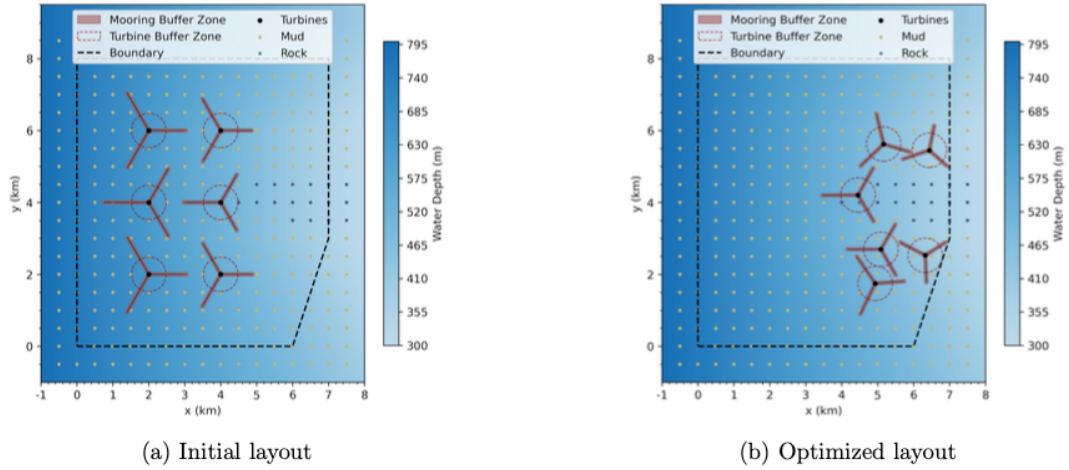 Mooring Buffer Zone
Turbine Buffer Zone
Boundary
Turbines
Mud
Rock
8
6
4
2
0
y (km)
-1 0 1 2 3 4 5 6 7 8
x (km)
795
740
685
630
575
520
465
410
355
300
Water Depth (m)
(a) Initial layout
Mooring Buffer Zone
Turbine Buffer Zone
Boundary
Turbines
Mud
Rock
8
6
4
2
0
y (km)
-1 0 1 2 3 4 5 6 7 8
x (km)
795
740
685
630
575
520
465
410
355
300
Water Depth (m)
(b) Optimized layout